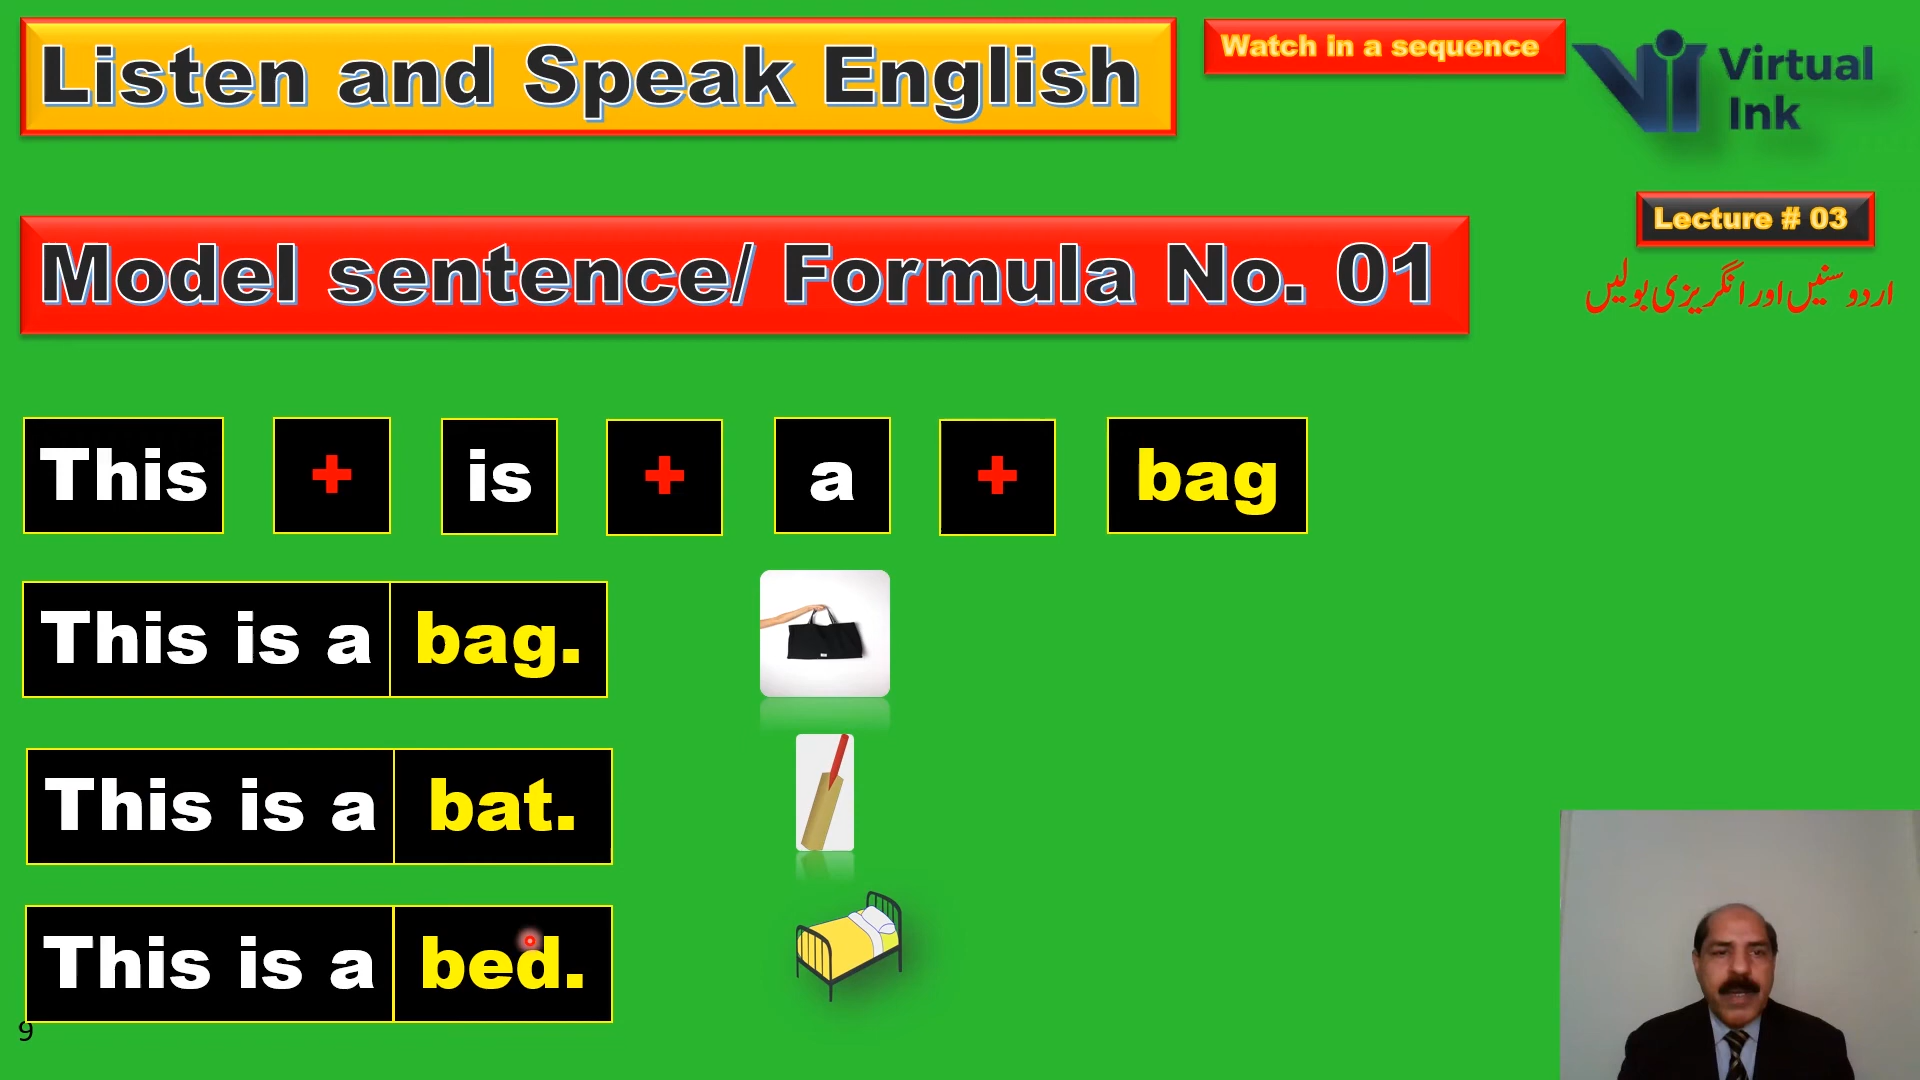 Listen and Speak English
Watch in a sequence
Virtual
Ink
Lecture # 03
Model sentence/ Formula No. 01
اردو سنیں اور انگریزی بولیں
This + is + a + bag
This is a bag.
This is a bat.
This is a bed.
9